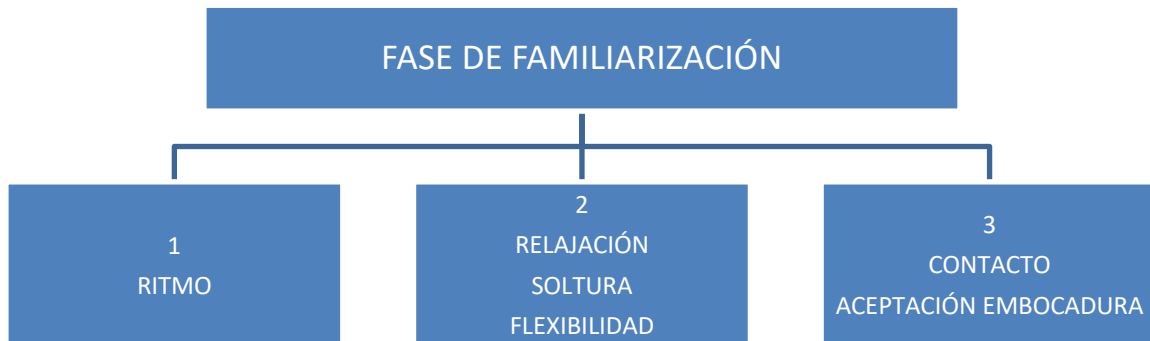 FASE DE FAMILIARIZACIÓN
1
RITMO
2
RELAJACIÓN
SOLTURA
FLEXIBILIDAD
3
CONTACTO
ACEPTACIÓN EMBOCADURA